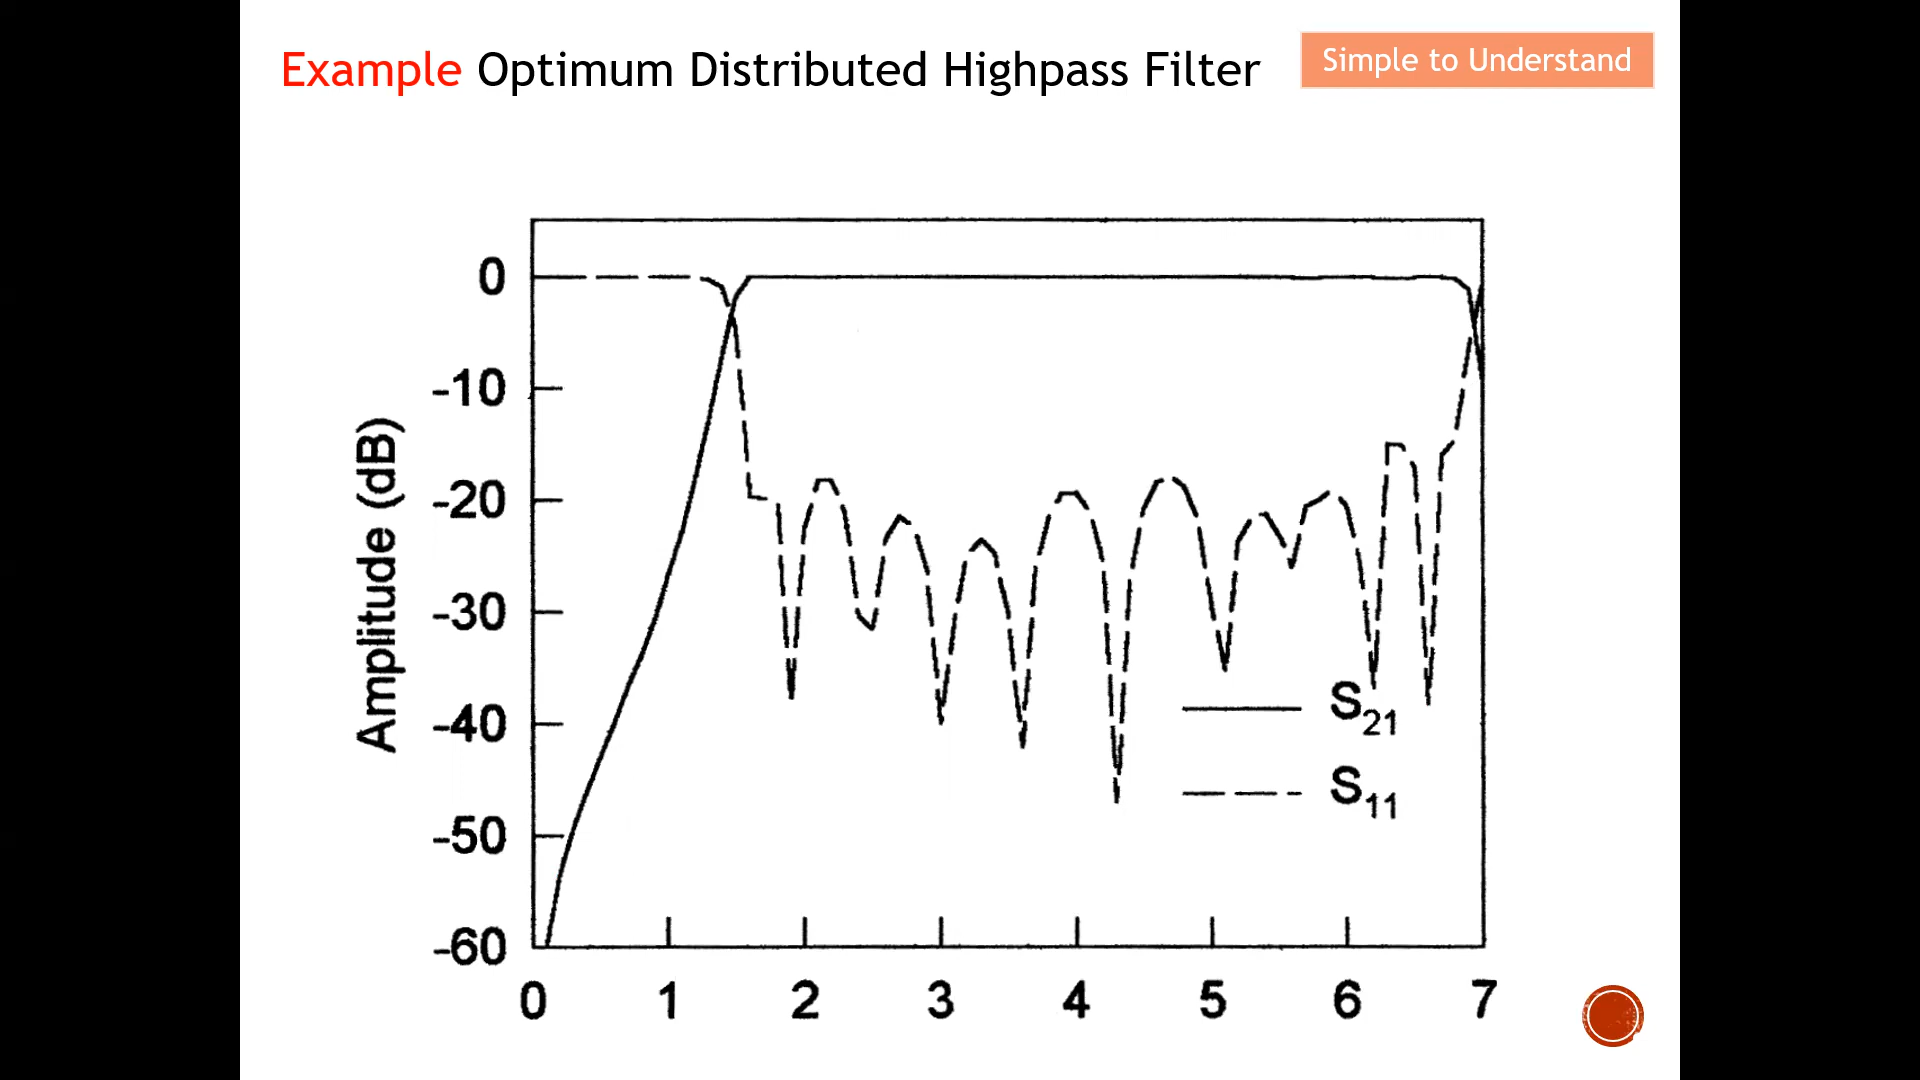 Example Optimum Distributed Highpass Filter
Simple to Understand
Amplitude (dB)
0
-10
-20
-30
-40
-50
-60
0 1 2 3 4 5 6 7
S21
S11